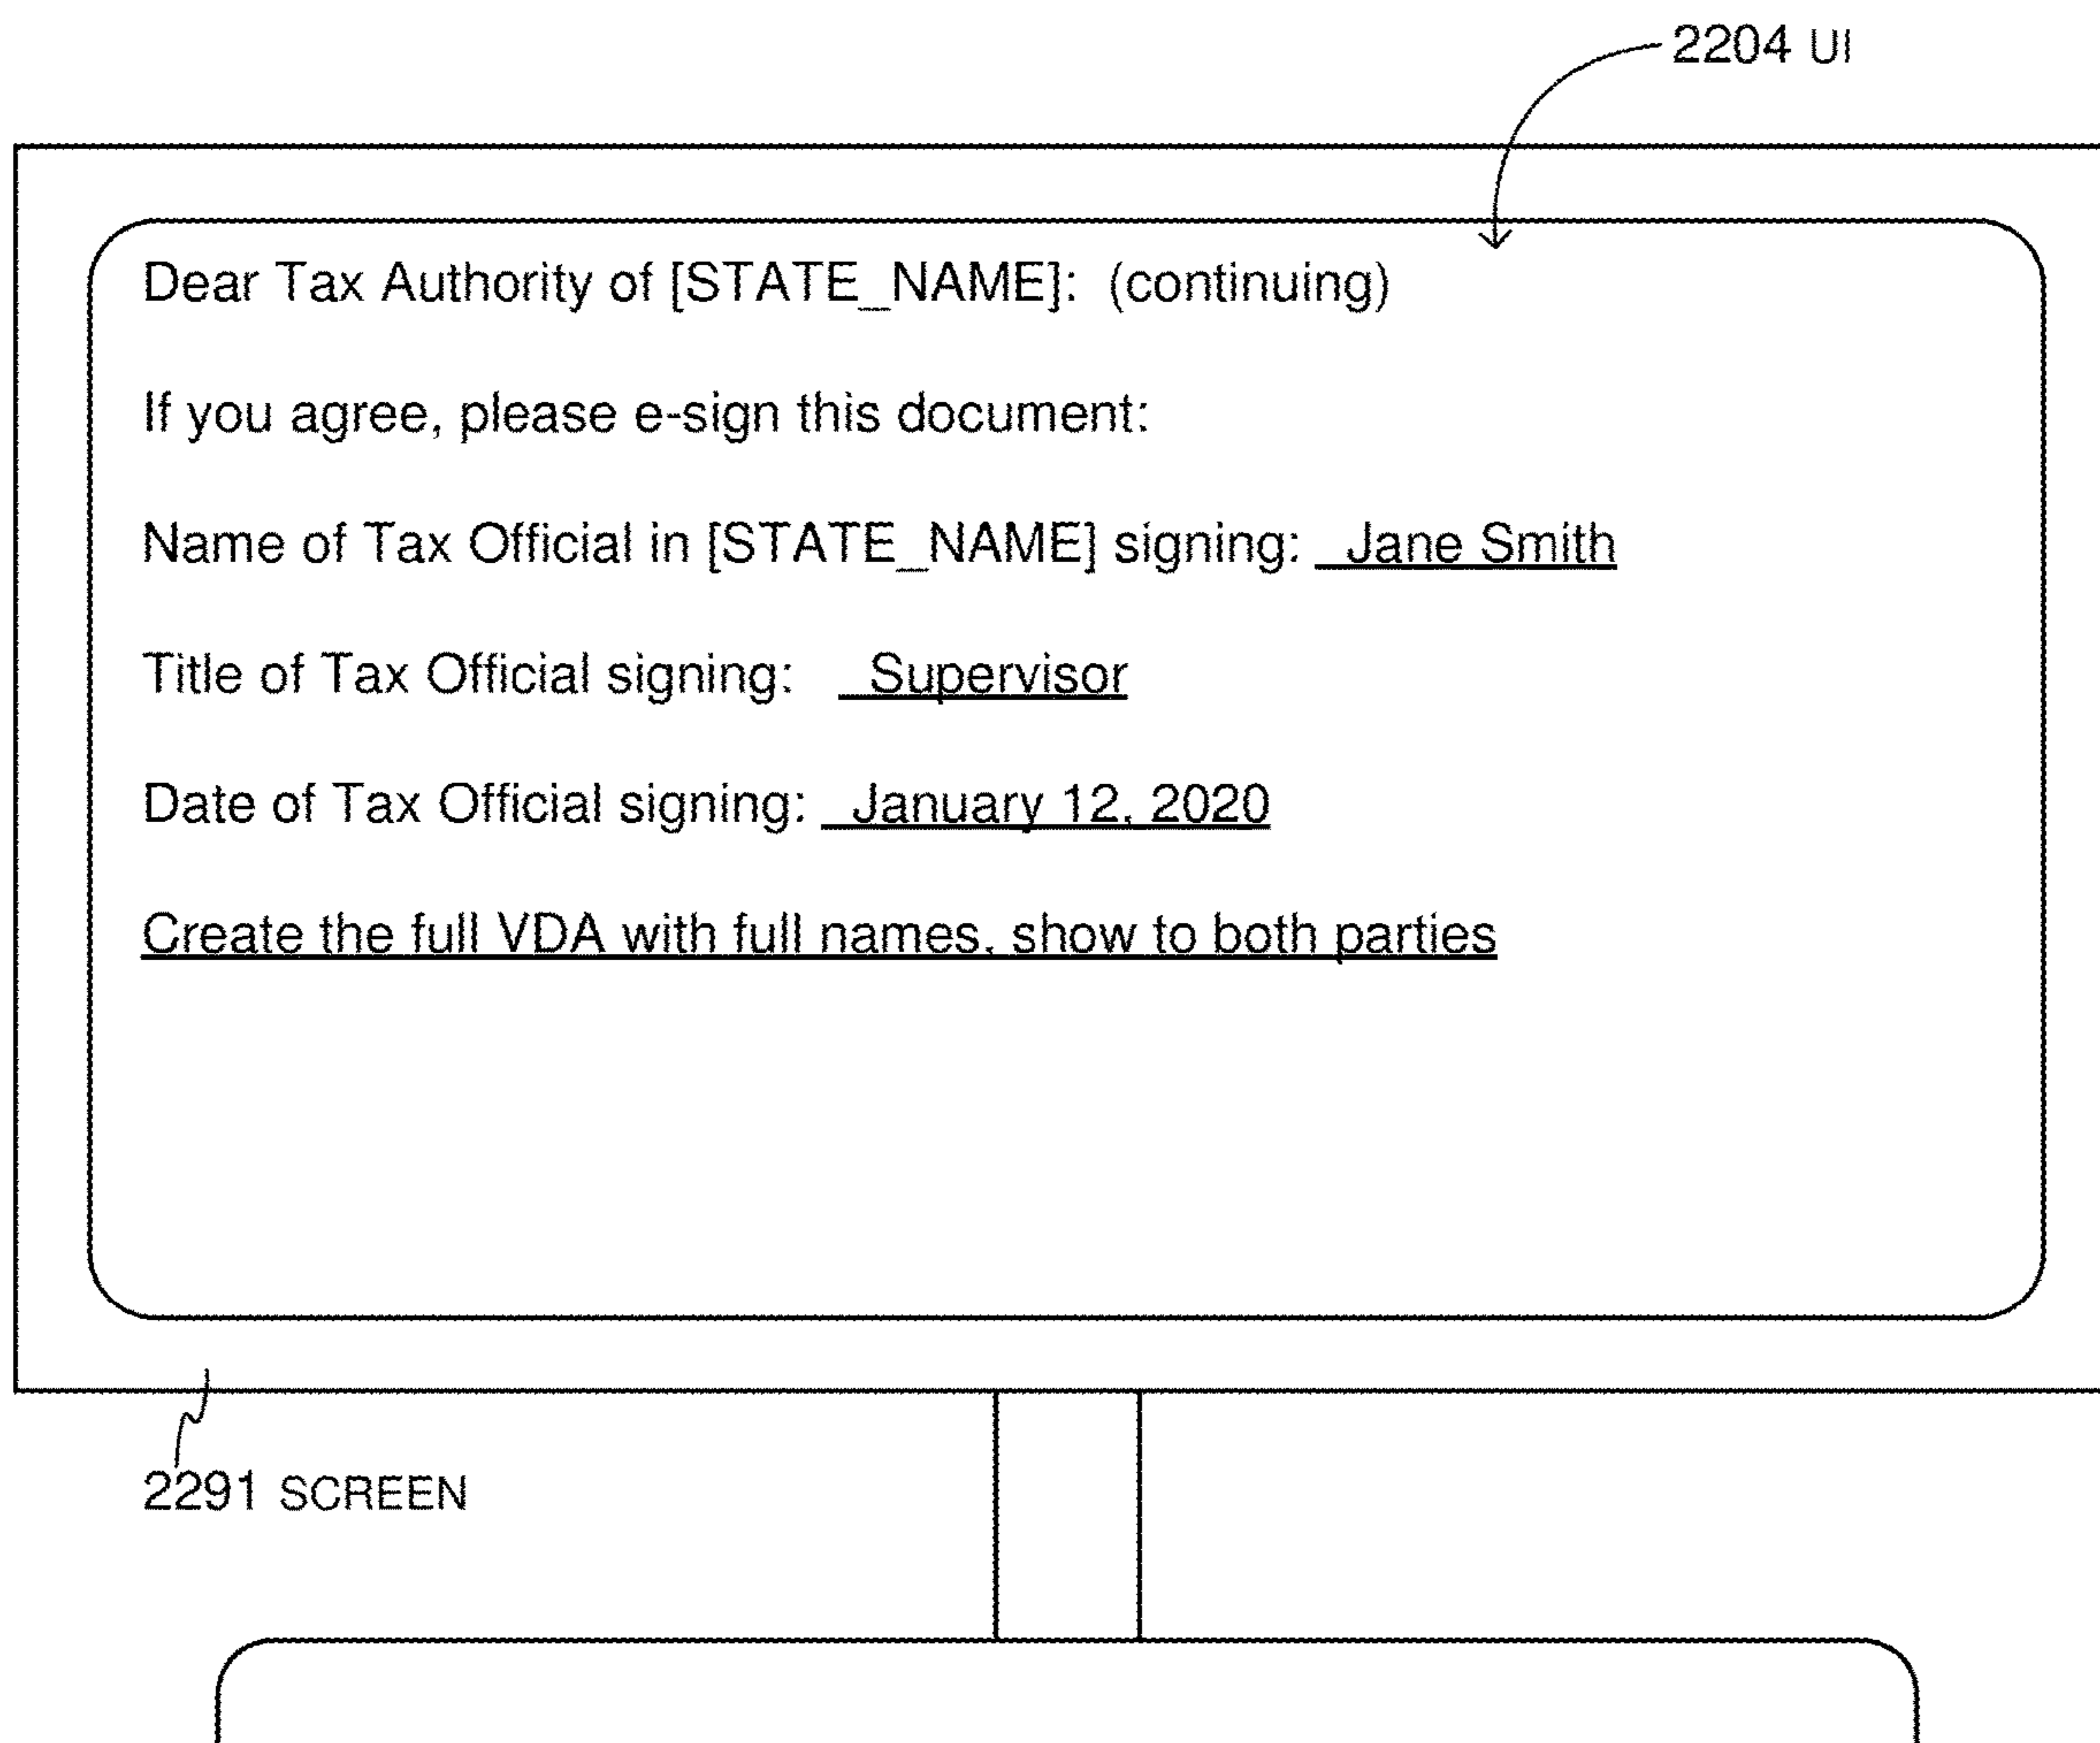 2204 UI
Dear Tax Authority of [STATE_NAME]:  (continuing)
If you agree, please e-sign this document:
Name of Tax Official in [STATE_NAME] signing:   Jane Smith
Title of Tax Official signing:   Supervisor
Date of Tax Official signing:   January 12, 2020
Create the full VDA with full names, show to both parties
2291 SCREEN